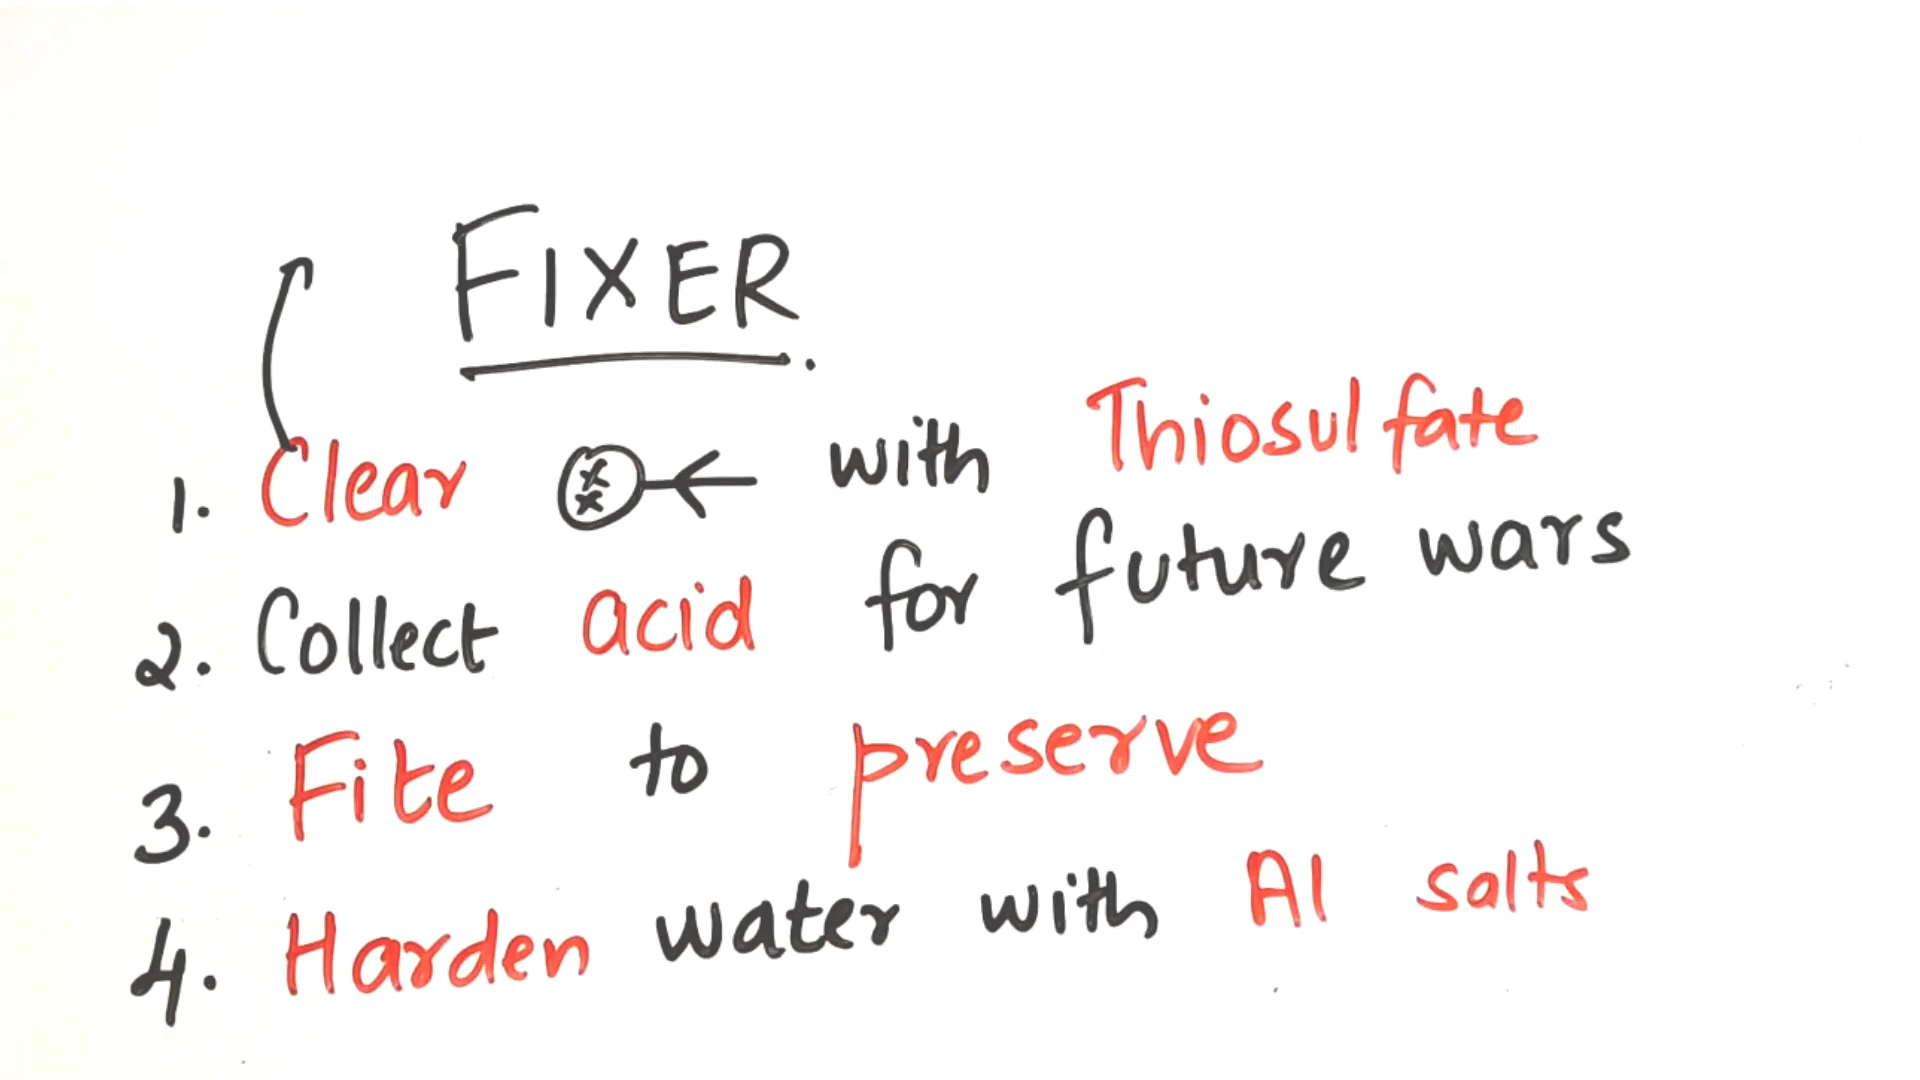 FIXER.
1. Clear with Thiosulfate
2. Collect acid for future wars
3. Fite to preserve
4. Harden water with Al salts